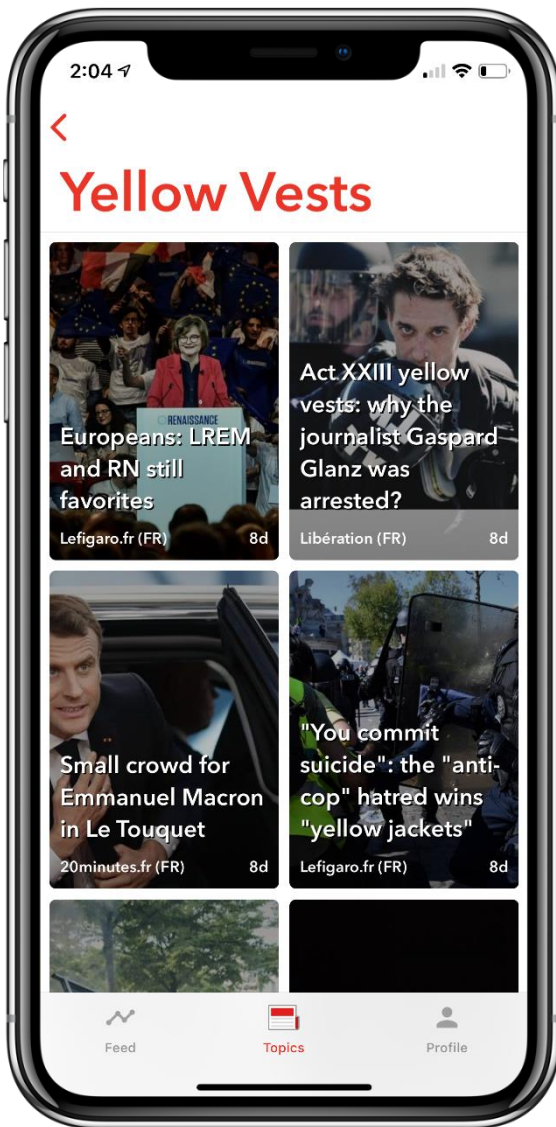 2:04
Yellow Vests
RENAISSANCE
Europeans: LREM
and RN still
favorites
Lefigaro.fr (FR)
8d
Act XXIII yellow
vests: why the
journalist Gaspard
Glanz was
arrested?
Libération (FR)
8d
Small crowd for
Emmanuel Macron
in Le Touquet
20minutes.fr (FR)
8d
"You commit
suicide": the "anti-
cop" hatred wins
"yellow jackets"
Lefigaro.fr (FR)
8d
Feed
Topics
Profile